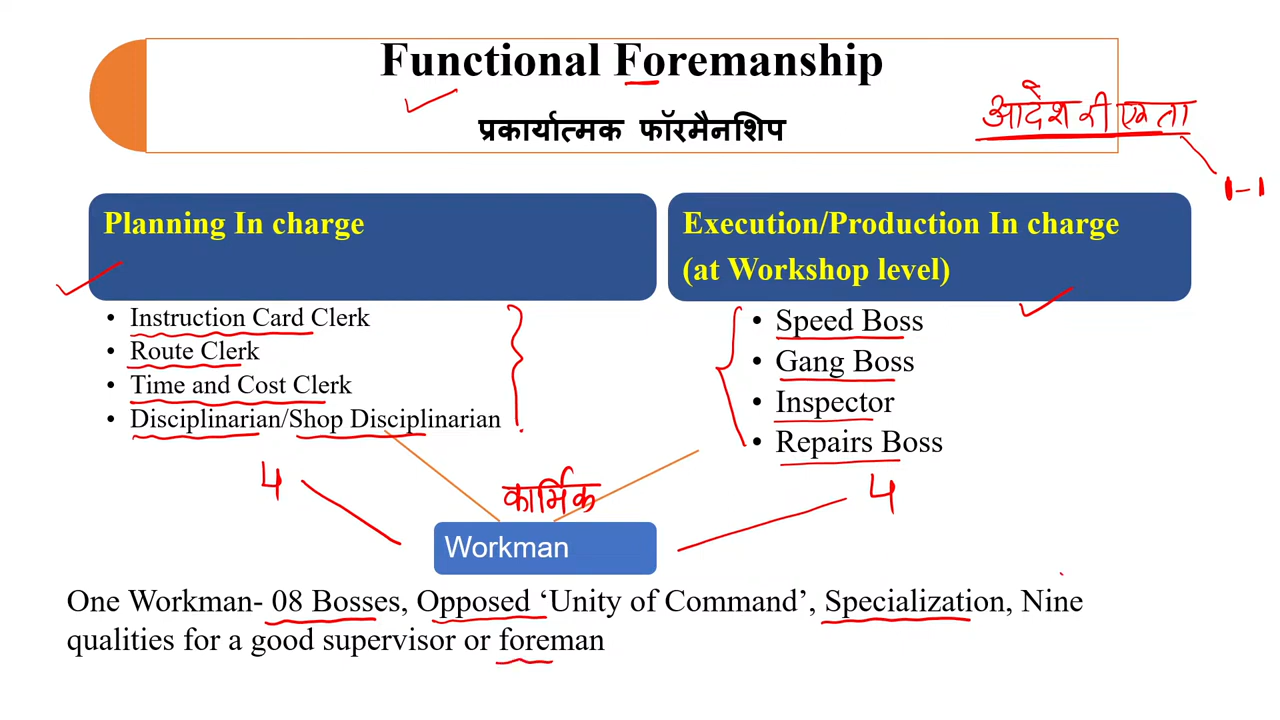 Functional Foremanship
प्रकार्यात्मक फॉरमैनशिप
आदेश की एकता
1-1
Planning In charge
Execution/Production In charge
(at Workshop level)
• Instruction Card Clerk
• Route Clerk
• Time and Cost Clerk
• Disciplinarian/Shop Disciplinarian
• Speed Boss
• Gang Boss
• Inspector
• Repairs Boss
4
कार्मिक
4
Workman
One Workman- 08 Bosses, Opposed ‘Unity of Command’, Specialization, Nine
qualities for a good supervisor or foreman